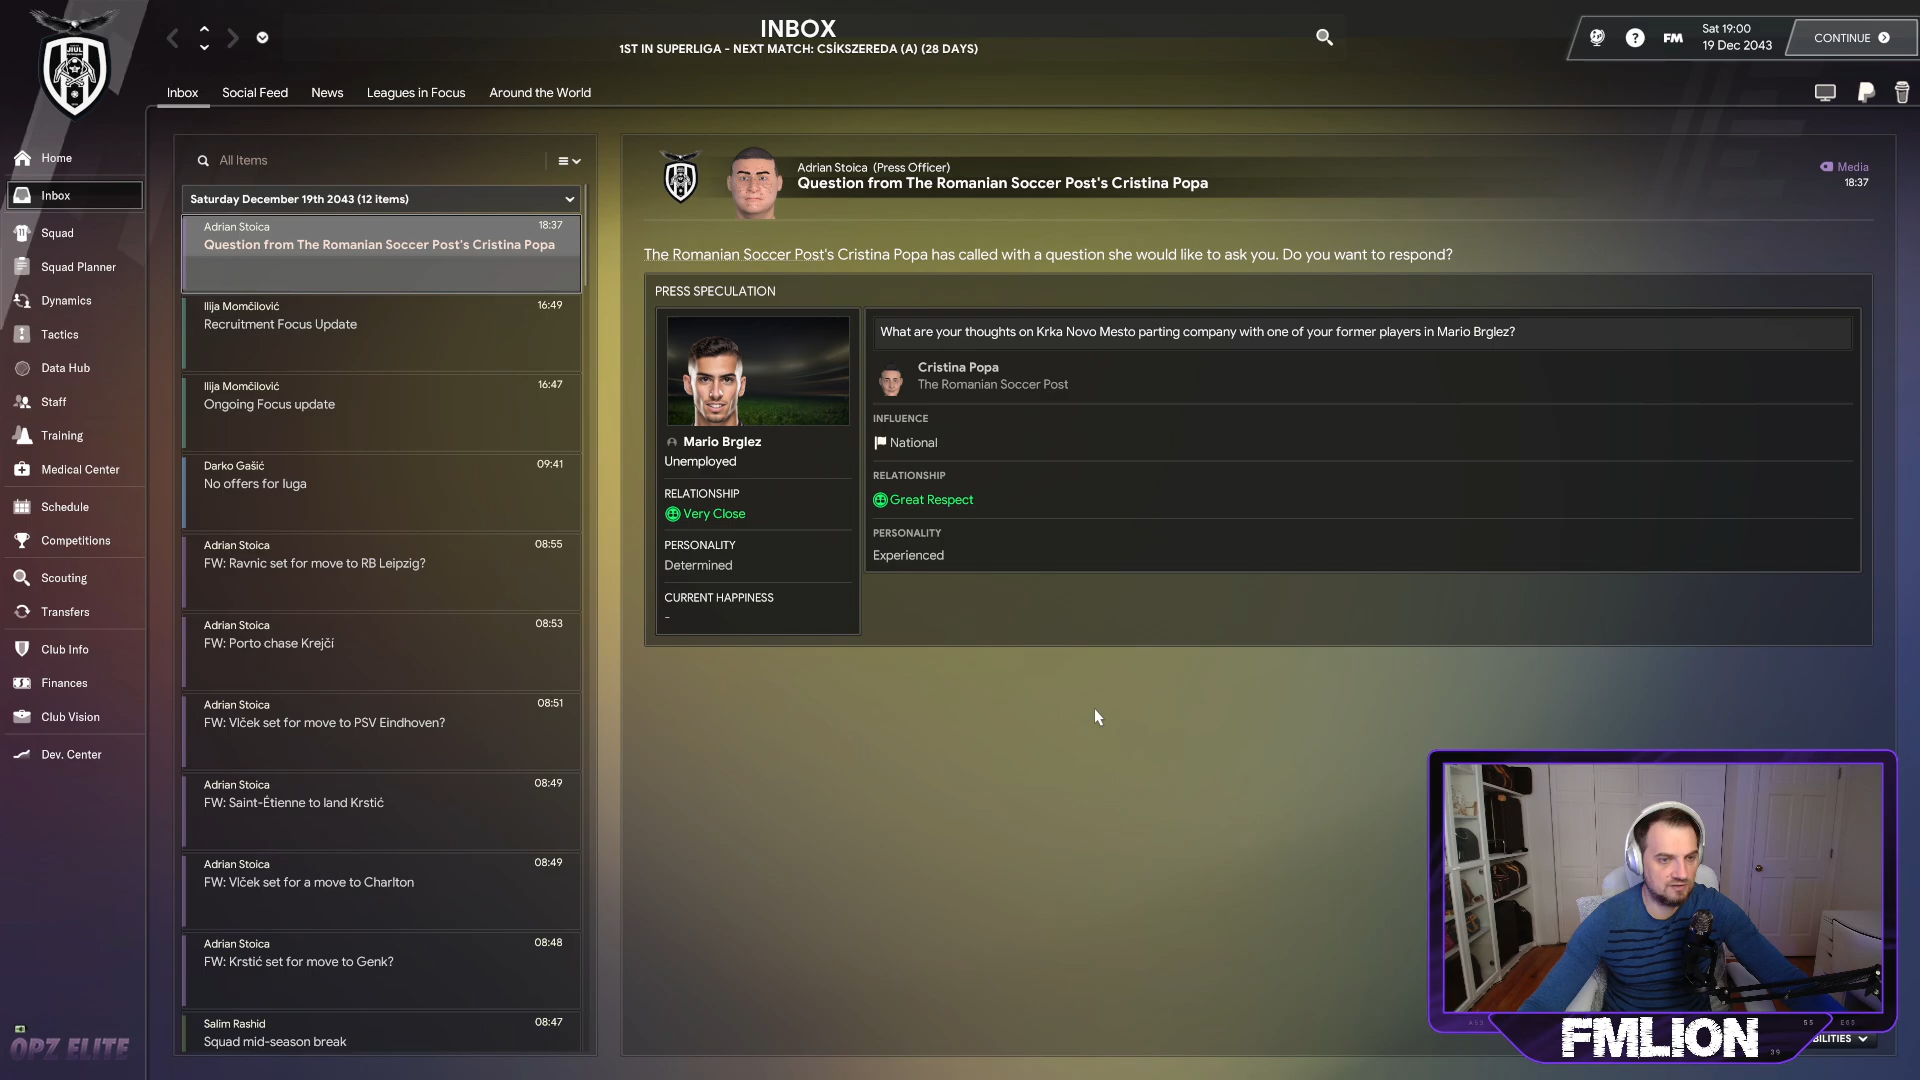 JIUL
INBOX
1ST IN SUPERLIGA - NEXT MATCH: CSÍKSZEREDA (A) (28 DAYS)
FM
Sat 19:00
19 Dec 2043
CONTINUE
Inbox
Social Feed
News
Leagues in Focus
Around the World
Home
Inbox
Squad
Squad Planner
Dynamics
Tactics
Data Hub
Staff
Training
Medical Center
Schedule
Competitions
Scouting
Transfers
Club Info
Finances
Club Vision
Dev. Center
OPZ ELITE
All Items
Saturday December 19th 2043 (12 items)
Adrian Stoica 18:37
Question from The Romanian Soccer Post's Cristina Popa
Ilija Momčilović 16:49
Recruitment Focus Update
Ilija Momčilović 16:47
Ongoing Focus update
Darko Gašić 09:41
No offers for Iuga
Adrian Stoica 08:55
FW: Ravnic set for move to RB Leipzig?
Adrian Stoica 08:53
FW: Porto chase Krejčí
Adrian Stoica 08:51
FW: Vlček set for move to PSV Eindhoven?
Adrian Stoica 08:49
FW: Saint-Étienne to land Krstić
Adrian Stoica 08:49
FW: Vlček set for a move to Charlton
Adrian Stoica 08:48
FW: Krstić set for move to Genk?
Salim Rashid 08:47
Squad mid-season break
Adrian Stoica (Press Officer)
Question from The Romanian Soccer Post's Cristina Popa
Media
18:37
The Romanian Soccer Post's Cristina Popa has called with a question she would like to ask you. Do you want to respond?
PRESS SPECULATION
Mario Brglez
Unemployed
RELATIONSHIP
Very Close
PERSONALITY
Determined
CURRENT HAPPINESS
-
What are your thoughts on Krka Novo Mesto parting company with one of your former players in Mario Brglez?
Cristina Popa
The Romanian Soccer Post
INFLUENCE
National
RELATIONSHIP
Great Respect
PERSONALITY
Experienced
FMLION
BILITIES